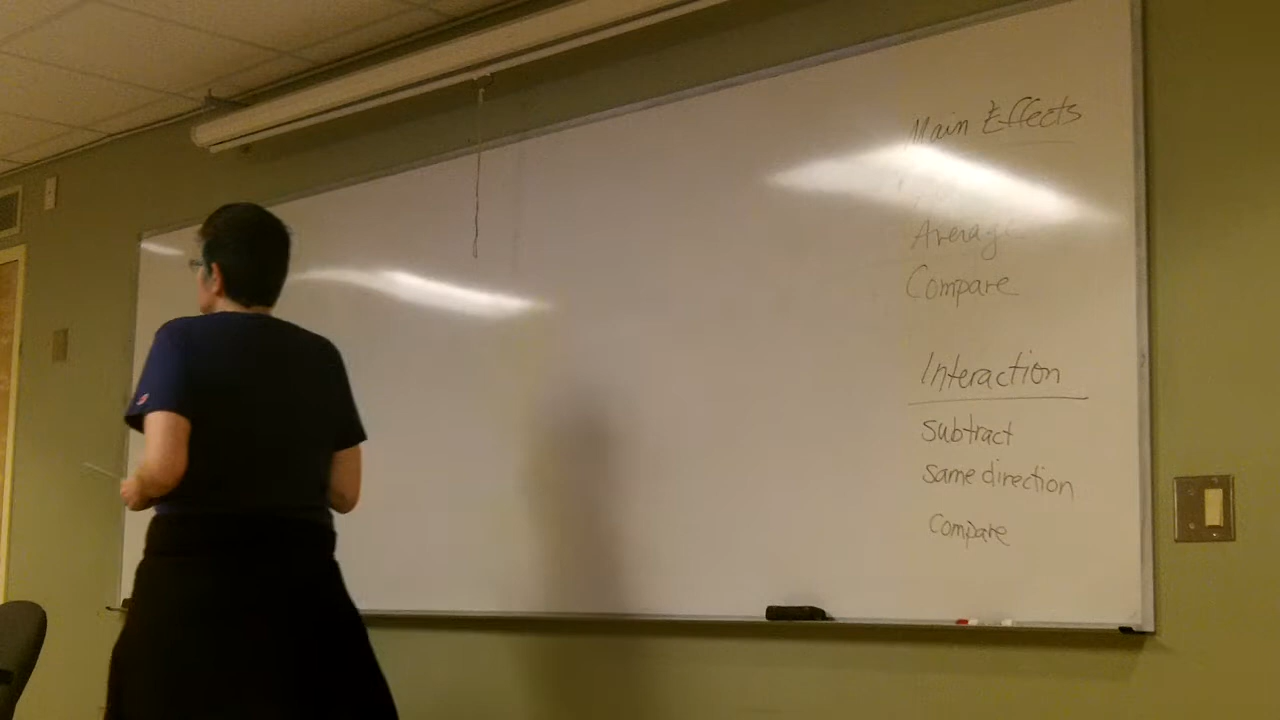 Main Effects
Average
Compare
Interaction
Subtract
same direction
Compare